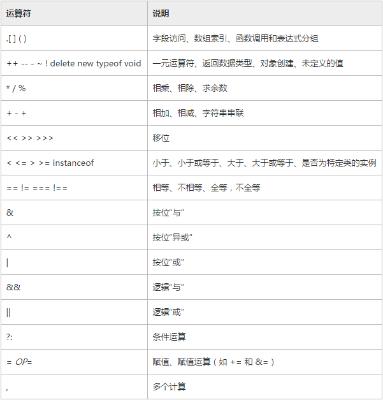 运算符 说明
.[ ] ( ) 字段访问、数组索引、函数调用和表达式分组
++ -- - ~ ! delete new typeof void 一元运算符、返回数据类型、对象创建、未定义的值
* / % 相乘、相除、求余数
+ - + 相加、相减、字符串串联
<< >> >>> 移位
< <= > >= instanceof 小于、小于或等于、大于、大于或等于、是否为特定类的实例
== != === !== 相等、不相等、全等，不全等
& 按位“与”
^ 按位“异或”
| 按位“或”
&& 逻辑“与”
|| 逻辑“或”
?: 条件运算
= OP= 赋值、赋值运算（如 += 和 &=）
, 多个计算